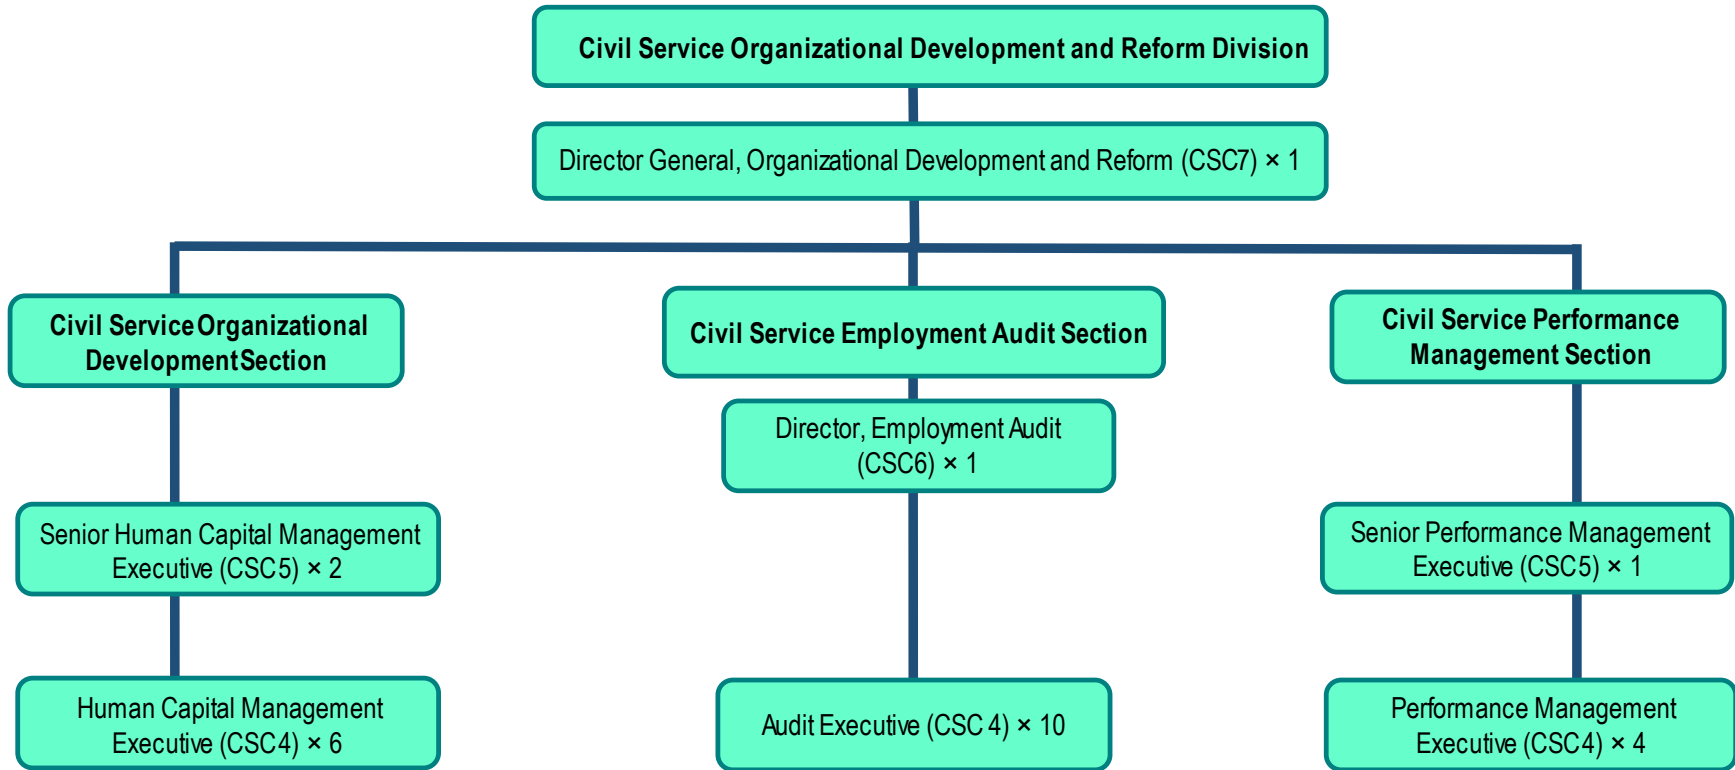 Civil Service Organizational Development and Reform Division
Director General, Organizational Development and Reform (CSC7) × 1
Civil Service Organizational
Development Section
Civil Service Employment Audit Section
Civil Service Performance
Management Section
Director, Employment Audit
(CSC6) × 1
Senior Human Capital Management
Executive (CSC5) × 2
Senior Performance Management
Executive (CSC5) × 1
Human Capital Management
Executive (CSC4) × 6
Audit Executive (CSC 4) × 10
Performance Management
Executive (CSC4) × 4